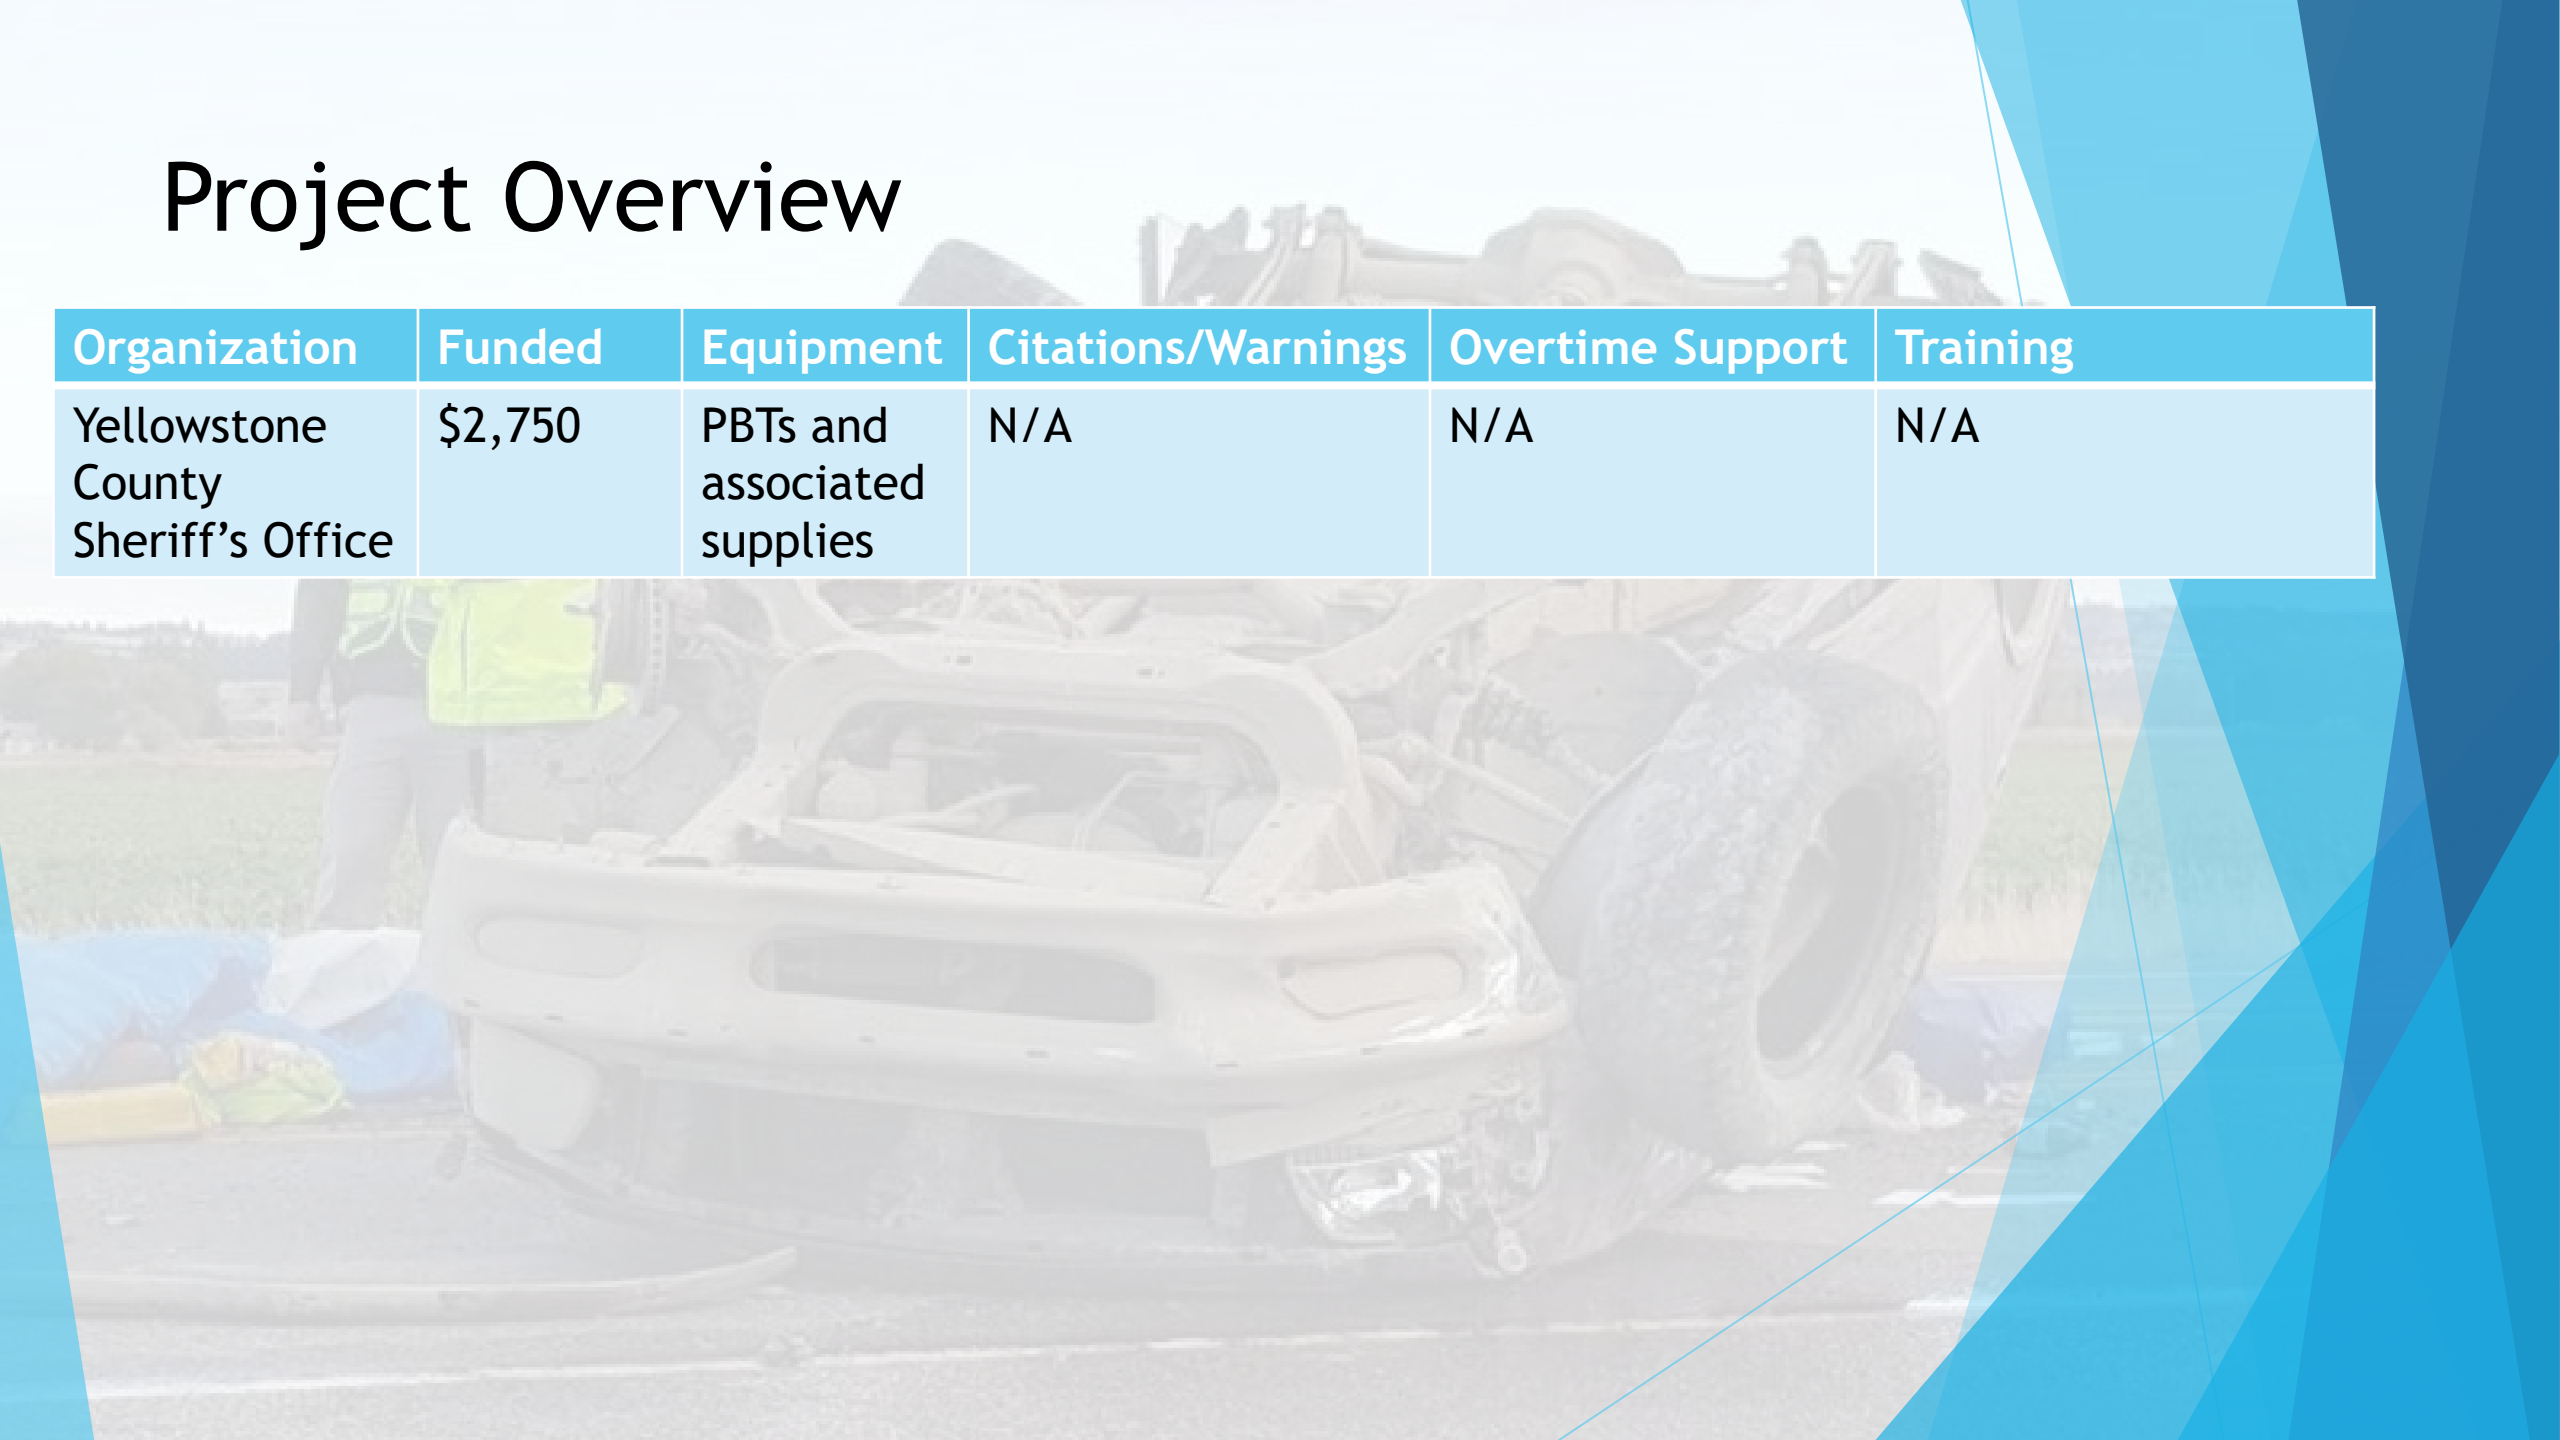 Project Overview
Organization Funded Equipment Citations/Warnings Overtime Support Training
Yellowstone County Sheriff’s Office $2,750 PBTs and associated supplies N/A N/A N/A